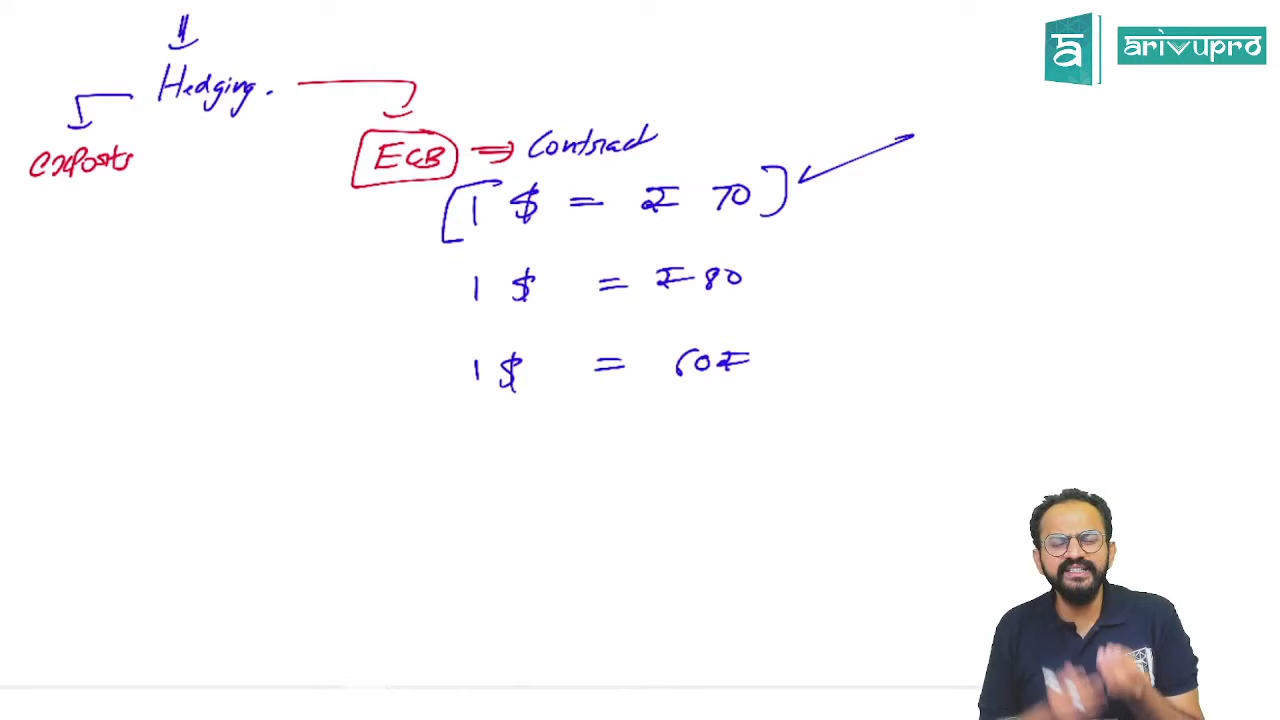 arivupro
Hedging.
exports
ECB ⇒ Contract
[1 $ = ₹ 70]
1 $ = ₹ 80
1 $ = 60₹